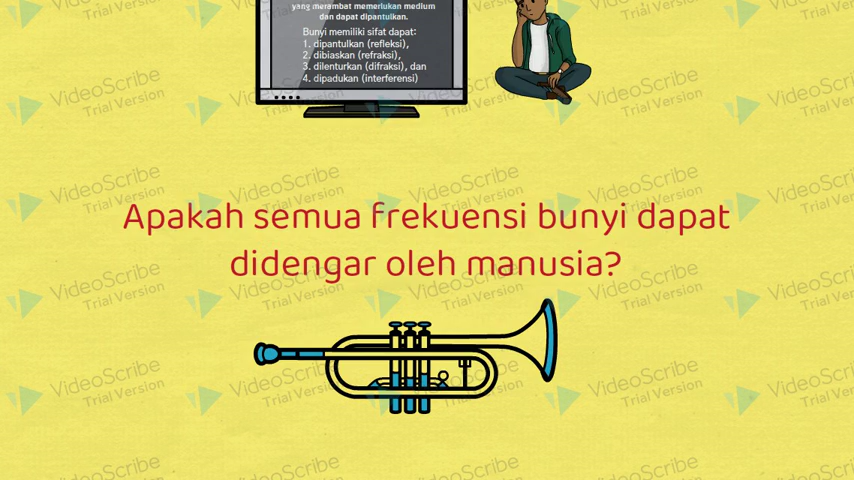 yang merambat memerlukan medium
dan dapat dipantulkan.
Bunyi memiliki sifat dapat:
1. dipantulkan (refleksi),
2. dibiaskan (refraksi),
3. dilenturkan (difraksi), dan
4. dipadukan (interferensi)
Apakah semua frekuensi bunyi dapat
didengar oleh manusia?
VideoScribe
Trial Version